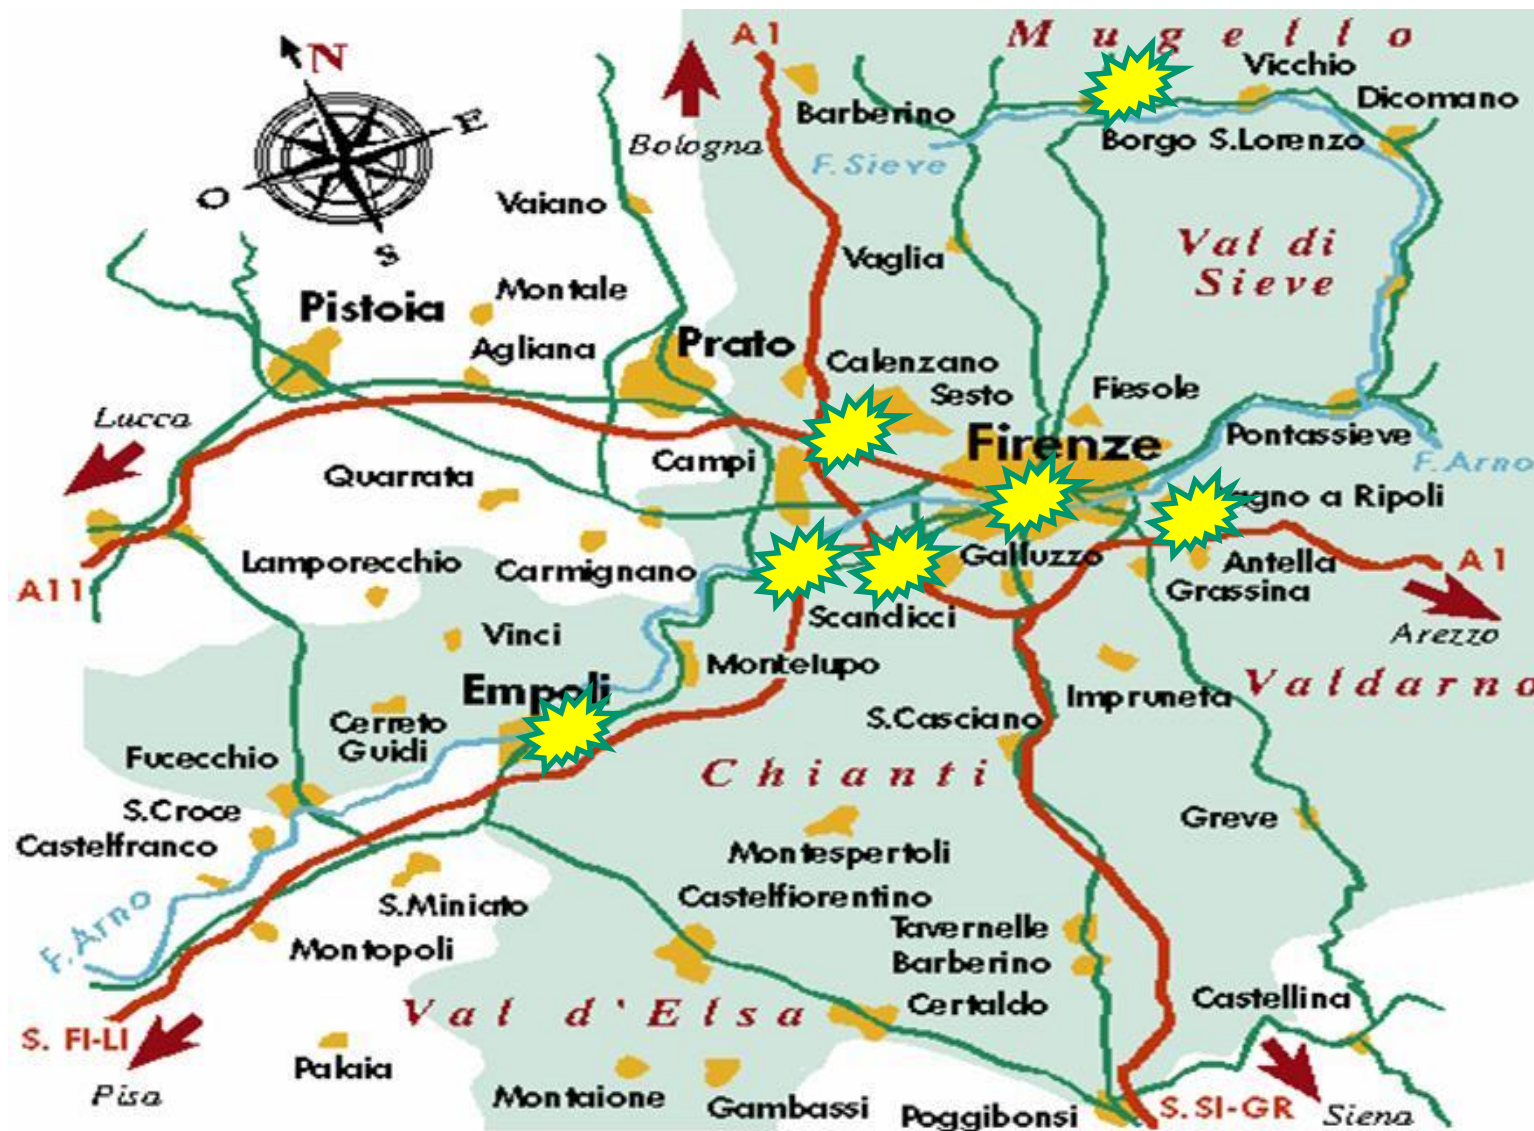 A1
Mugello
N
Vicchio
E
Bologna
Barberino
Dicomano
Borgo S.Lorenzo
F. Sieve
O
Vaiano
S
Vaglia
Val di
Sieve
Montale
Pistoia
Agliana
Prato
Calenzano
Sesto
Fiesole
Lucca
Firenze
Pontassieve
F. Arno
Campi
Quarrata
agno a Ripoli
Galluzzo
Antella
A1
Lamporecchio
Carmignano
A11
Grassina
Scandicci
Arezzo
Vinci
Montelupo
Empoli
Impruneta
Valdarno
Cerreto
Guidi
S.Casciano
Fucecchio
Chianti
S.Croce
Castelfranco
Greve
Montespertoli
Castelfiorentino
S.Miniato
F. Arno
Montopoli
Tavernelle
Barberino
Certaldo
Castellina
Val d'Elsa
S. FI-LI
Palaia
Pisa
Montaione
Gambassi
Poggibonsi
S.SI-GR
Siena